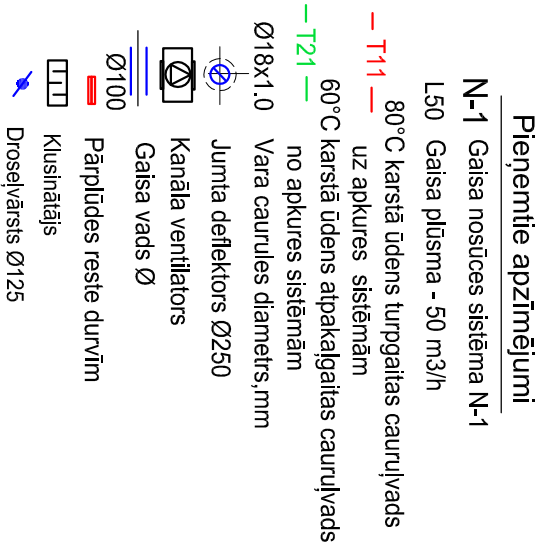 Pieņemtie apzīmējumi
N-1 Gaisa nosūces sistēma N-1
L50 Gaisa plūsma - 50 m3/h
T11 80°C karstā ūdens turpgaitas cauruļvads
uz apkures sistēmām
T21 60°C karstā ūdens atpakaļgaitas cauruļvads
no apkures sistēmām
Ø18x1.0 Vara caurules diametrs,mm
Jumta deflektors Ø250
Kanāla ventilators
Ø100 Gaisa vads Ø
Pārplūdes reste durvīm
Klusinātājs
Droseļvārsts Ø125